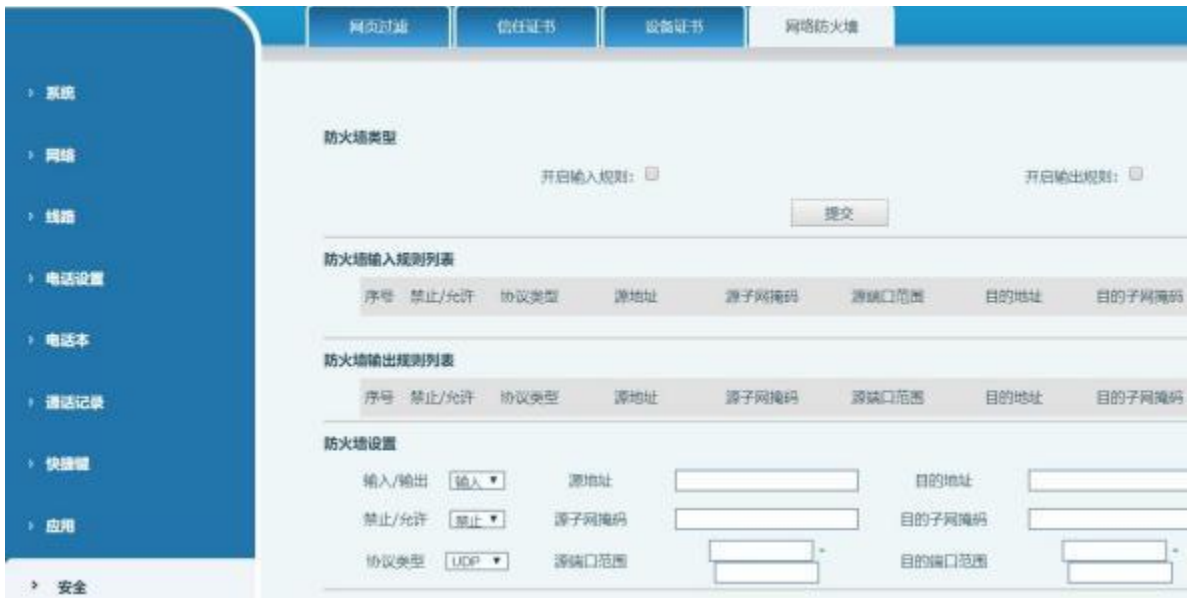 网页过滤 信任证书 设备证书 网络防火墙
系统
网络
线路
电话设置
电话本
通话记录
快捷键
应用
安全
防火墙类型
开启输入规则: 开启输出规则:
提交
防火墙输入规则列表
序号 禁止/允许 协议类型 源地址 源子网掩码 源端口范围 目的地址 目的子网掩码
防火墙输出规则列表
序号 禁止/允许 协议类型 源地址 源子网掩码 源端口范围 目的地址 目的子网掩码
防火墙设置
输入/输出 输入 源地址 目的地址
禁止/允许 禁止 源子网掩码 目的子网掩码
协议类型 UDP 源端口范围 - 目的端口范围 -